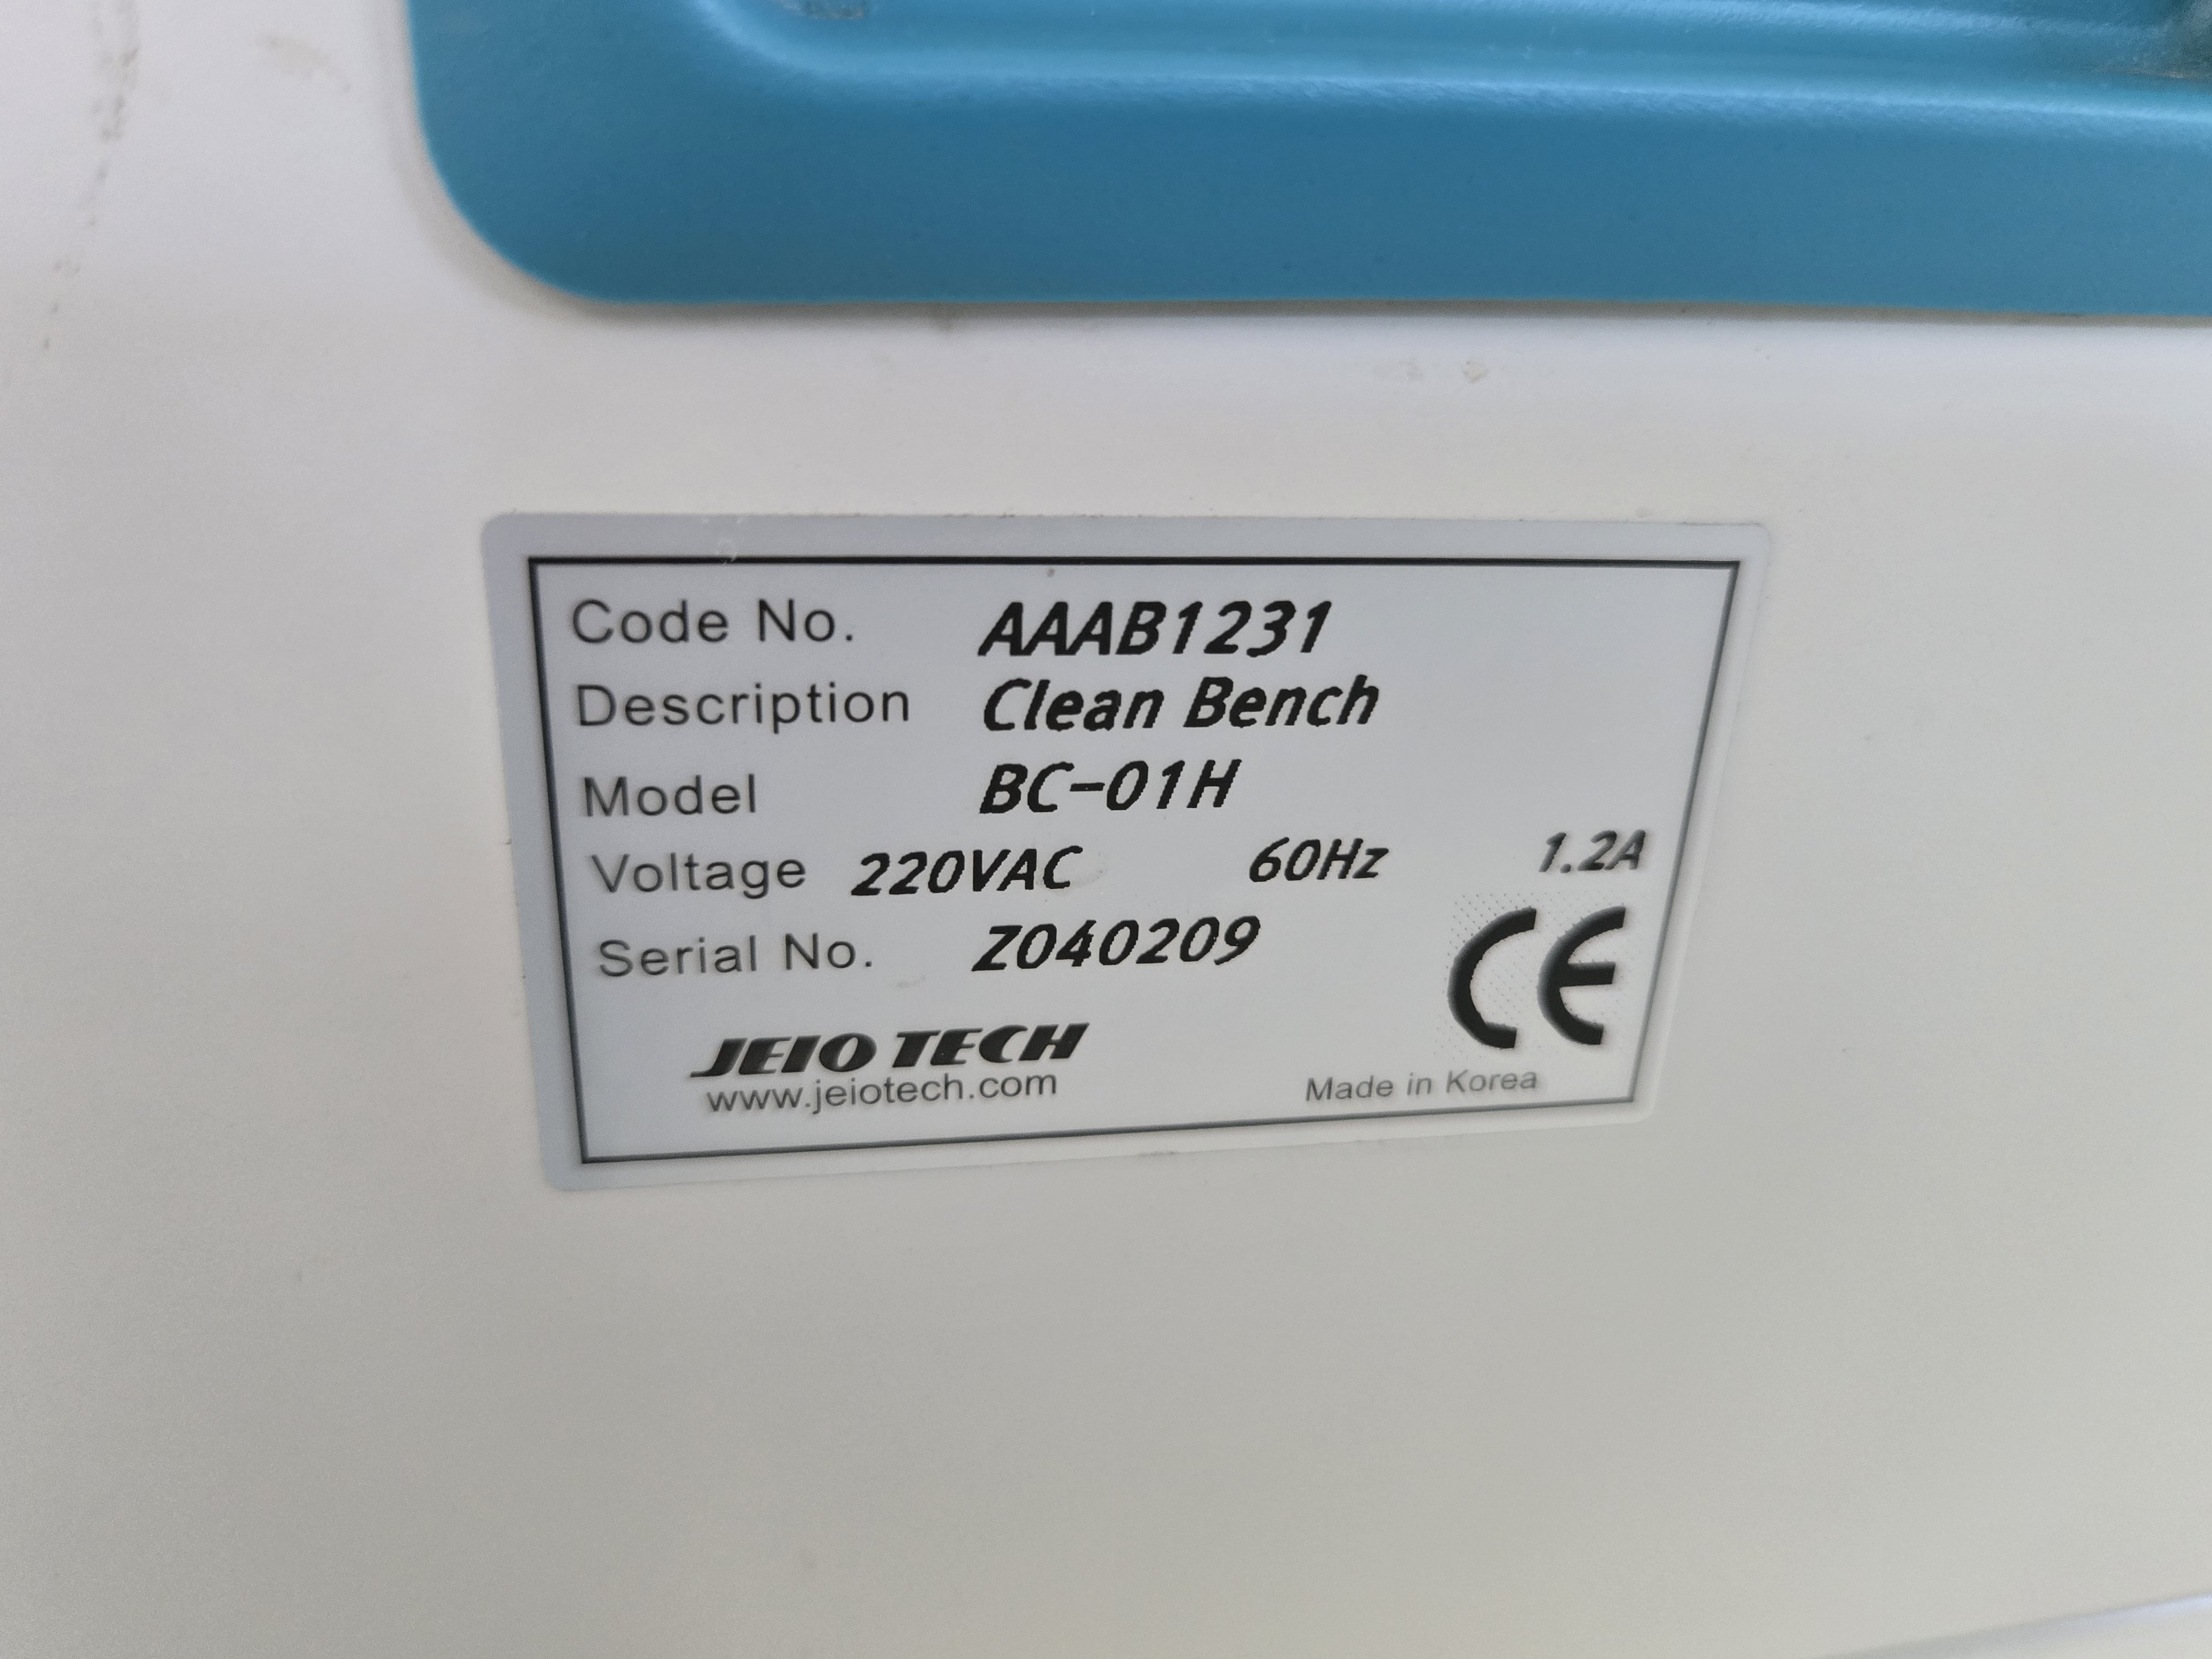 Code No. AAAB1231
Description Clean Bench
Model BC-01H
Voltage 220VAC 60Hz 1.2A
Serial No. Z040209
CE
JEIO TECH
www.jeiotech.com
Made in Korea